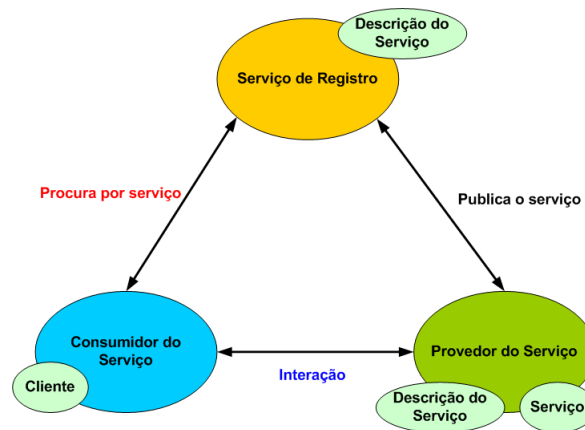 Descrição do
Serviço
Serviço de Registro
Procura por serviço
Publica o serviço
Consumidor do
Serviço
Provedor do Serviço
Interação
Cliente
Descrição do
Serviço
Serviço